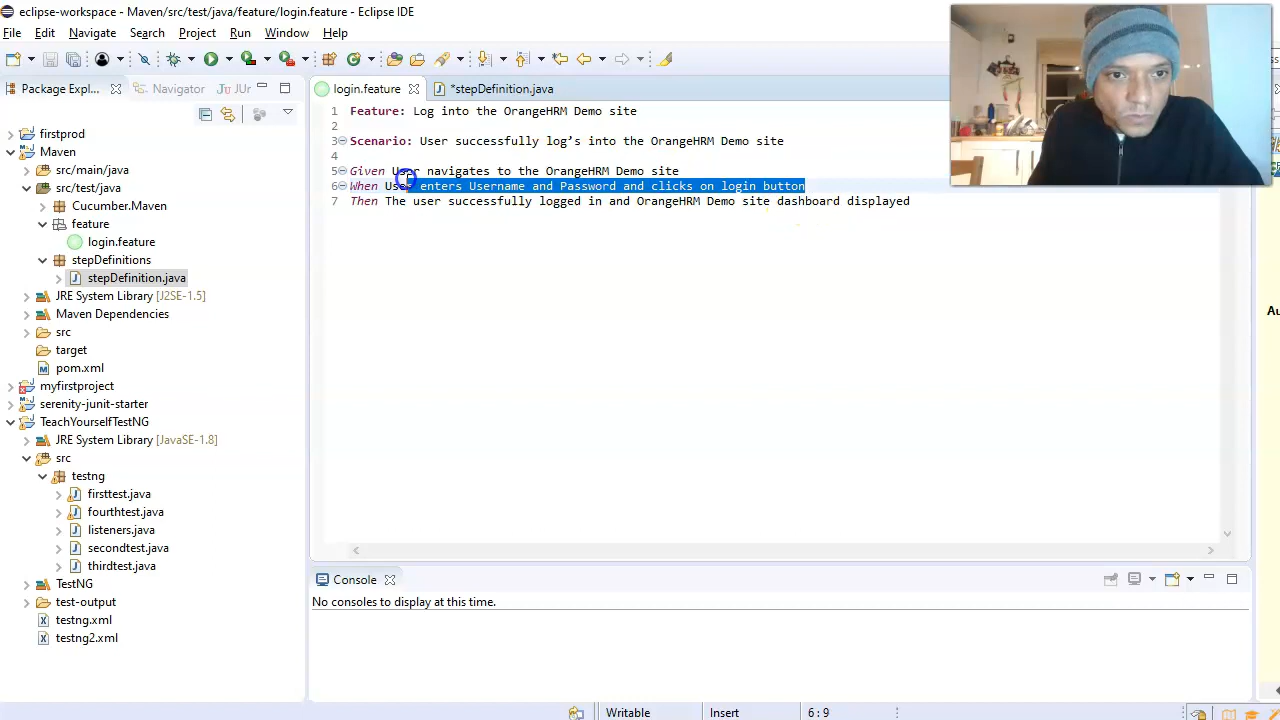 eclipse-workspace - Maven/src/test/java/feature/login.feature - Eclipse IDE
File Edit Navigate Search Project Run Window Help
Package Expl... Navigator JUr
login.feature *stepDefinition.java
firstprod
Maven
src/main/java
src/test/java
Cucumber.Maven
feature
login.feature
stepDefinitions
stepDefinition.java
JRE System Library [J2SE-1.5]
Maven Dependencies
src
target
pom.xml
myfirstproject
serenity-junit-starter
TeachYourselfTestNG
JRE System Library [JavaSE-1.8]
src
testng
firsttest.java
fourthtest.java
listeners.java
secondtest.java
thirdtest.java
TestNG
test-output
testng.xml
testng2.xml
1 Feature: Log into the OrangeHRM Demo site
2
3 Scenario: User successfully log’s into the OrangeHRM Demo site
4
5 Given User navigates to the OrangeHRM Demo site
6 When User enters Username and Password and clicks on login button
7 Then The user successfully logged in and OrangeHRM Demo site dashboard displayed
Console
No consoles to display at this time.
Writable Insert 6:9
Au